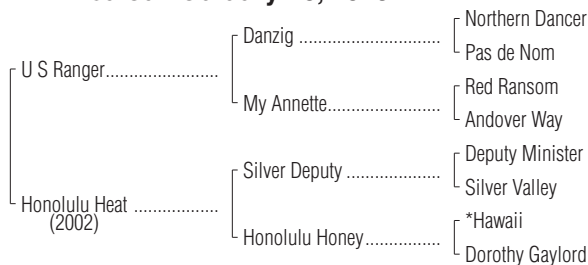 Northern Dancer
Danzig ................................
Pas de Nom
U S Ranger...........................
Red Ransom
My Annette..........................
Andover Way
Deputy Minister
Silver Deputy ......................
Silver Valley
Honolulu Heat ....................
(2002)
*Hawaii
Honolulu Honey.................
Dorothy Gaylord